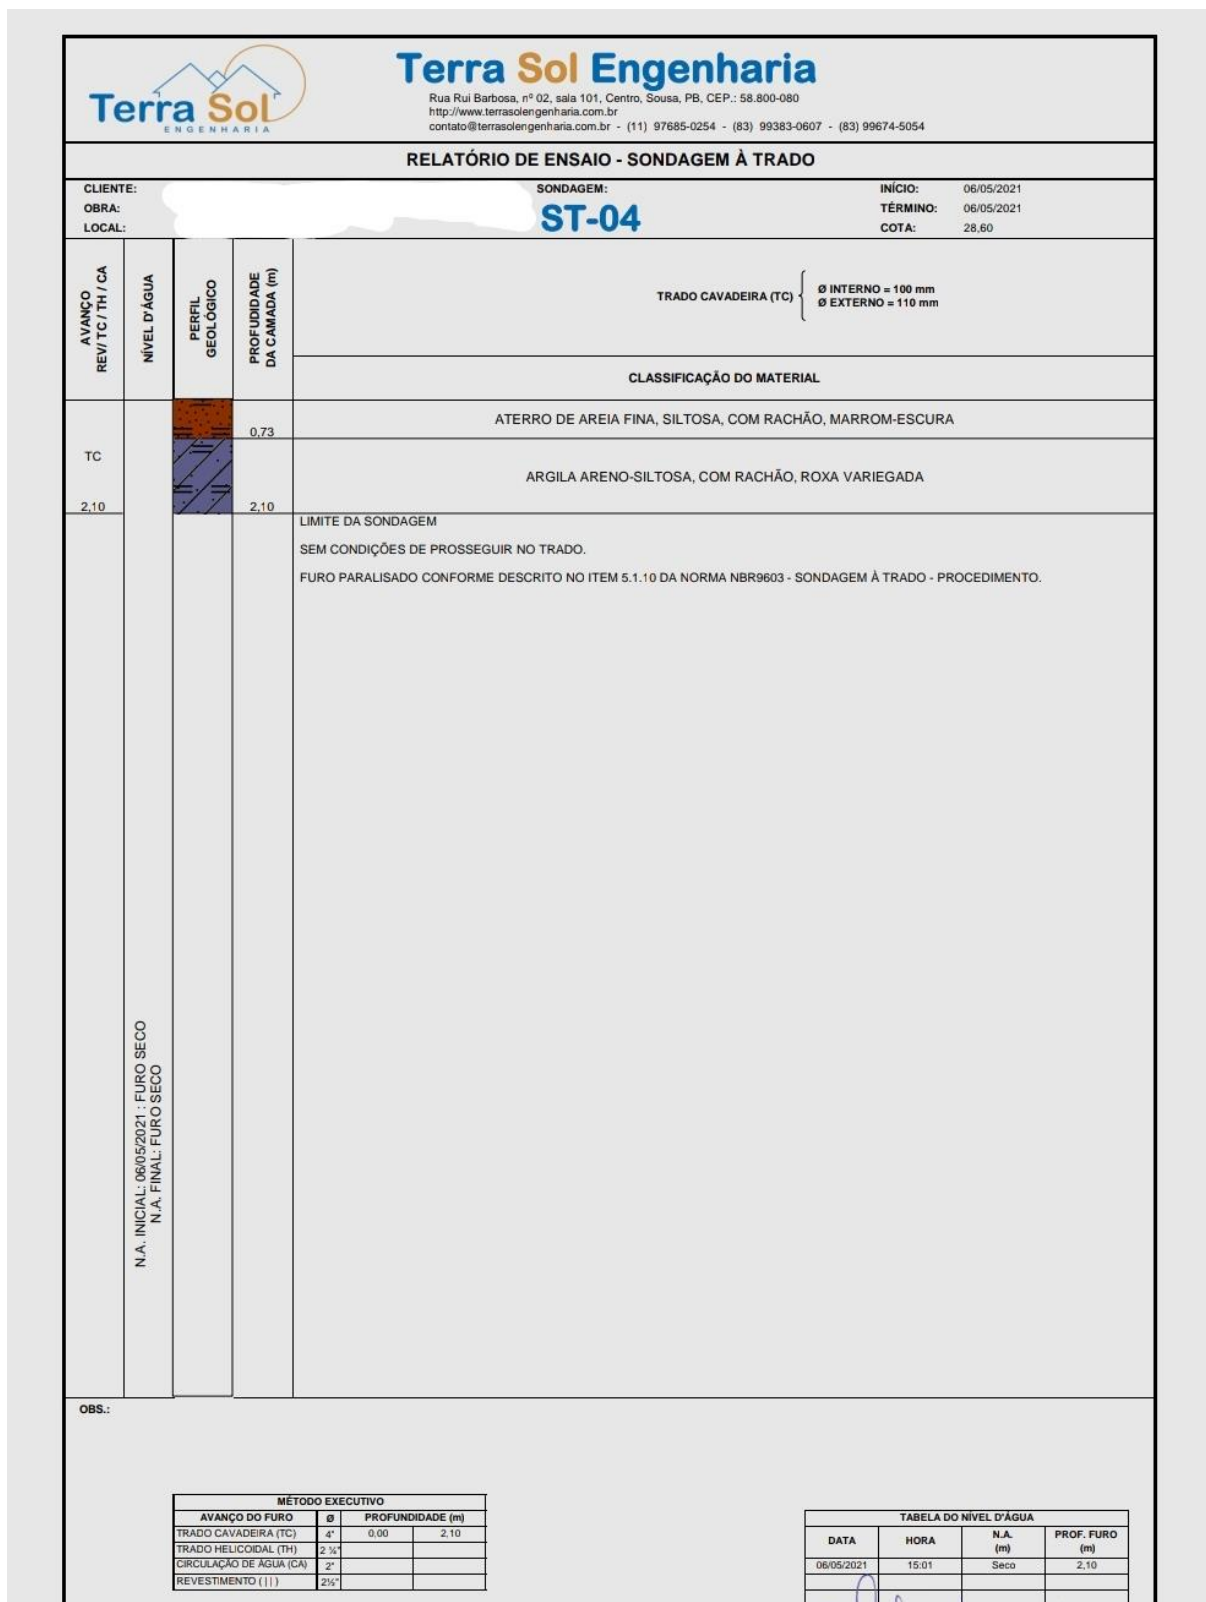 Terra Sol
ENGENHARIA
Terra Sol Engenharia
Rua Rui Barbosa, nº 02, sala 101, Centro, Sousa, PB, CEP.: 58.800-080
http://www.terrasolengenharia.com.br
contato@terrasolengenharia.com.br - (11) 97685-0254 - (83) 99383-0607 - (83) 99674-5054
RELATÓRIO DE ENSAIO - SONDAGEM À TRADO
CLIENTE:
OBRA:
LOCAL:
SONDAGEM:
ST-04
INÍCIO: 06/05/2021
TÉRMINO: 06/05/2021
COTA: 28,60
AVANÇO
REV/ TC / TH / CA
NÍVEL D'ÁGUA
PERFIL
GEOLÓGICO
PROFUDIDADE
DA CAMADA (m)
TRADO CAVADEIRA (TC)
Ø INTERNO = 100 mm
Ø EXTERNO = 110 mm
CLASSIFICAÇÃO DO MATERIAL
0,73
ATERRO DE AREIA FINA, SILTOSA, COM RACHÃO, MARROM-ESCURA
TC
ARGILA ARENO-SILTOSA, COM RACHÃO, ROXA VARIEGADA
2,10
2,10
LIMITE DA SONDAGEM
SEM CONDIÇÕES DE PROSSEGUIR NO TRADO.
FURO PARALISADO CONFORME DESCRITO NO ITEM 5.1.10 DA NORMA NBR9603 - SONDAGEM À TRADO - PROCEDIMENTO.
N.A. INICIAL: 06/05/2021 : FURO SECO
N.A. FINAL: FURO SECO
OBS.:
MÉTODO EXECUTIVO
AVANÇO DO FURO Ø PROFUNDIDADE (m)
TRADO CAVADEIRA (TC) 4" 0,00 2,10
TRADO HELICOIDAL (TH) 2 ¼"
CIRCULAÇÃO DE ÁGUA (CA) 2"
REVESTIMENTO ( | | ) 2½"
TABELA DO NÍVEL D'ÁGUA
DATA HORA N.A. (m) PROF. FURO (m)
06/05/2021 15:01 Seco 2,10